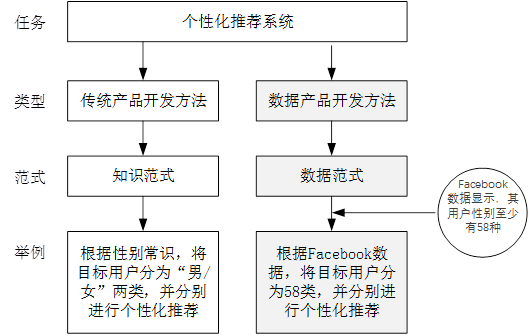 任务
个性化推荐系统
类型
传统产品开发方法
数据产品开发方法
范式
知识范式
数据范式
Facebook
数据显示，其
用户性别至少
有58种
举例
根据性别常识，将
目标用户分为“男/
女”两类，并分别
进行个性化推荐
根据Facebook数
据，将目标用户分
为58类，并分别进
行个性化推荐